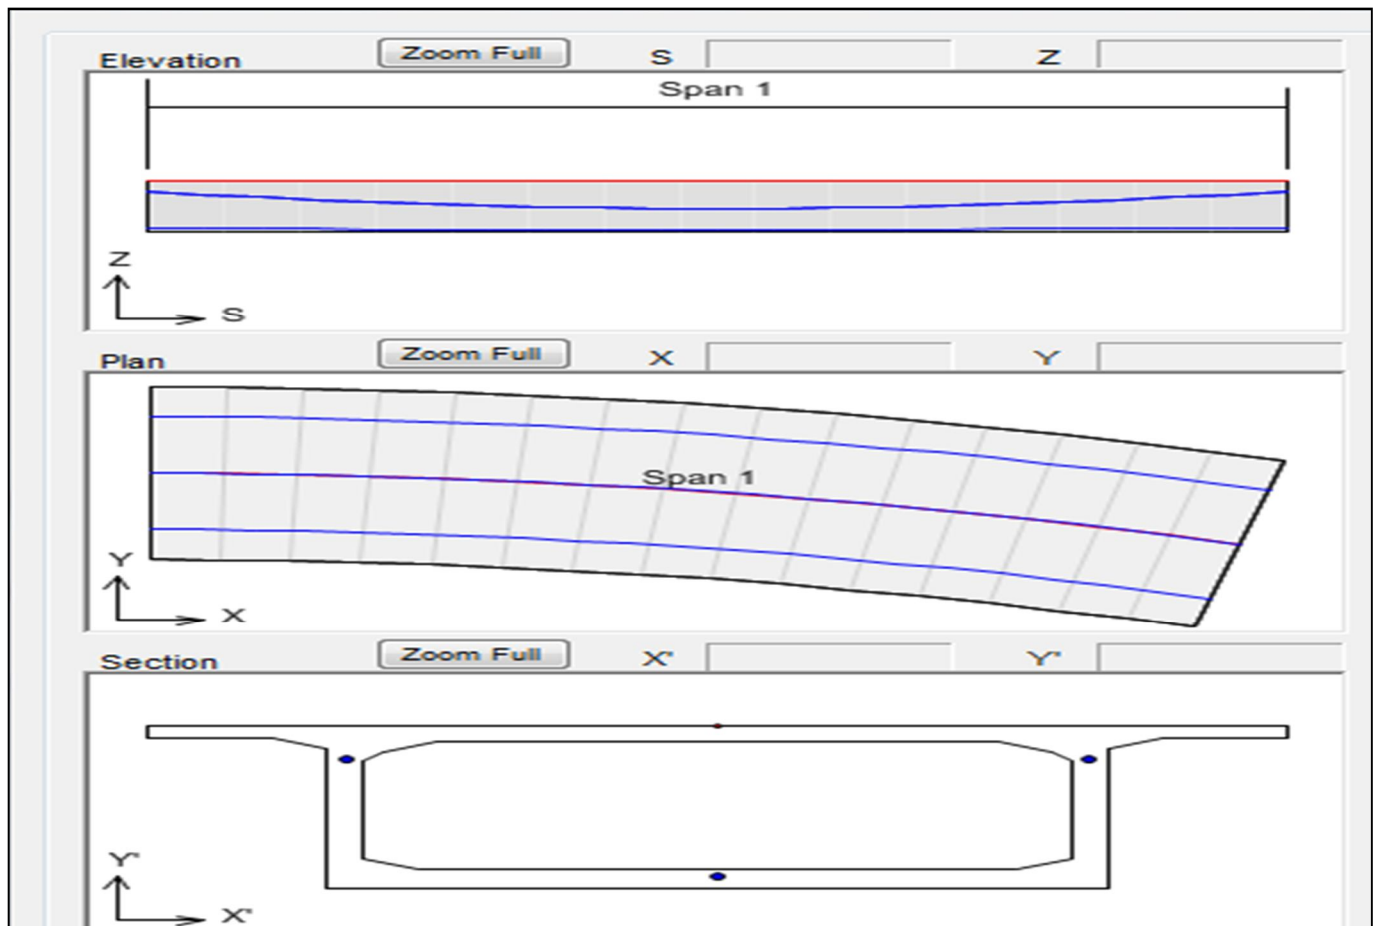 Elevation Zoom Full S Z
Span 1
Z
S
Plan Zoom Full X Y
Span 1
Y
X
Section Zoom Full X" Y"
Y"
X"